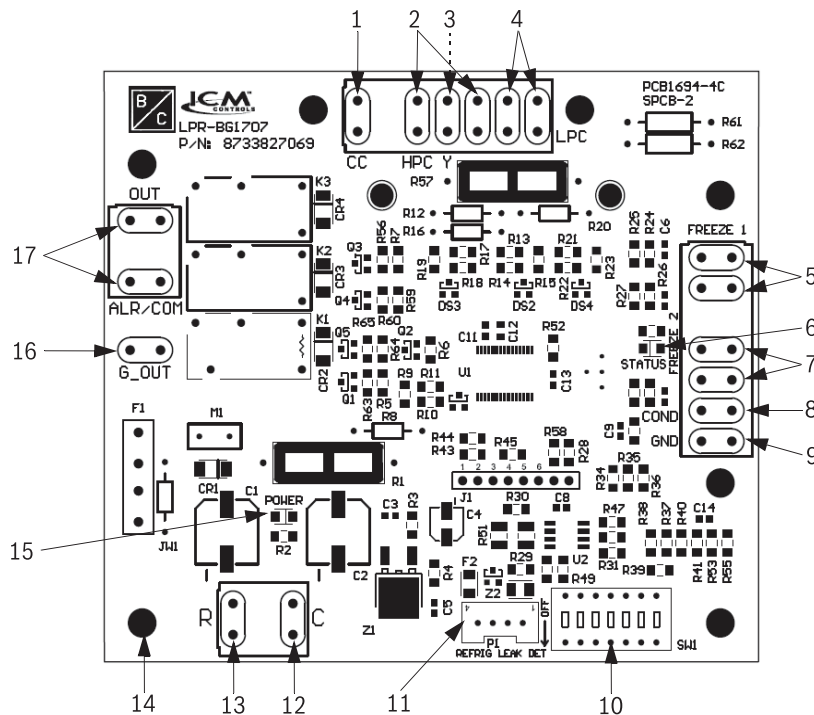 1 2 3 4
B/C ICM CONTROLS
LPR-BG1707
P/N: 8733827069
PCB1694-4C
SPCB-2
R61
R62
CC HPC Y LPC
R57
OUT
K3
CR4
R12
R16
R20
17
ALR/COM
K2
CR3
Q3
R56
R7
Q4
R59
R60
R19
R17
R18
R13
R14
R15
R21
R22
R23
DS3
DS2
DS4
R25
R24
C6
R26
R27
FREEZE 1
5
FREEZE 2
6
STATUS
7
16
G_OUT
K1
CR2
R65
Q5
R64
Q2
R6
Q1
R63
R5
R9
R11
R10
C11
C12
U1
R52
C13
COND
8
GND
9
C9
F1
M1
R8
R44
R43
R45
R58
R28
R34
R35
R36
CR1
R1
1 2 3 4 5 6 7 8
J1
JW1
C1
POWER
15
R2
C2
C3
R3
C4
R30
C8
R51
R47
R31
U2
R38
R37
R40
C14
R39
R41
R53
R55
R4
F2
R29
Z2
R49
Z1
C5
R C
4 1
P1
REFRIG LEAK DET
OFF
SW1
14 13 12 11 10